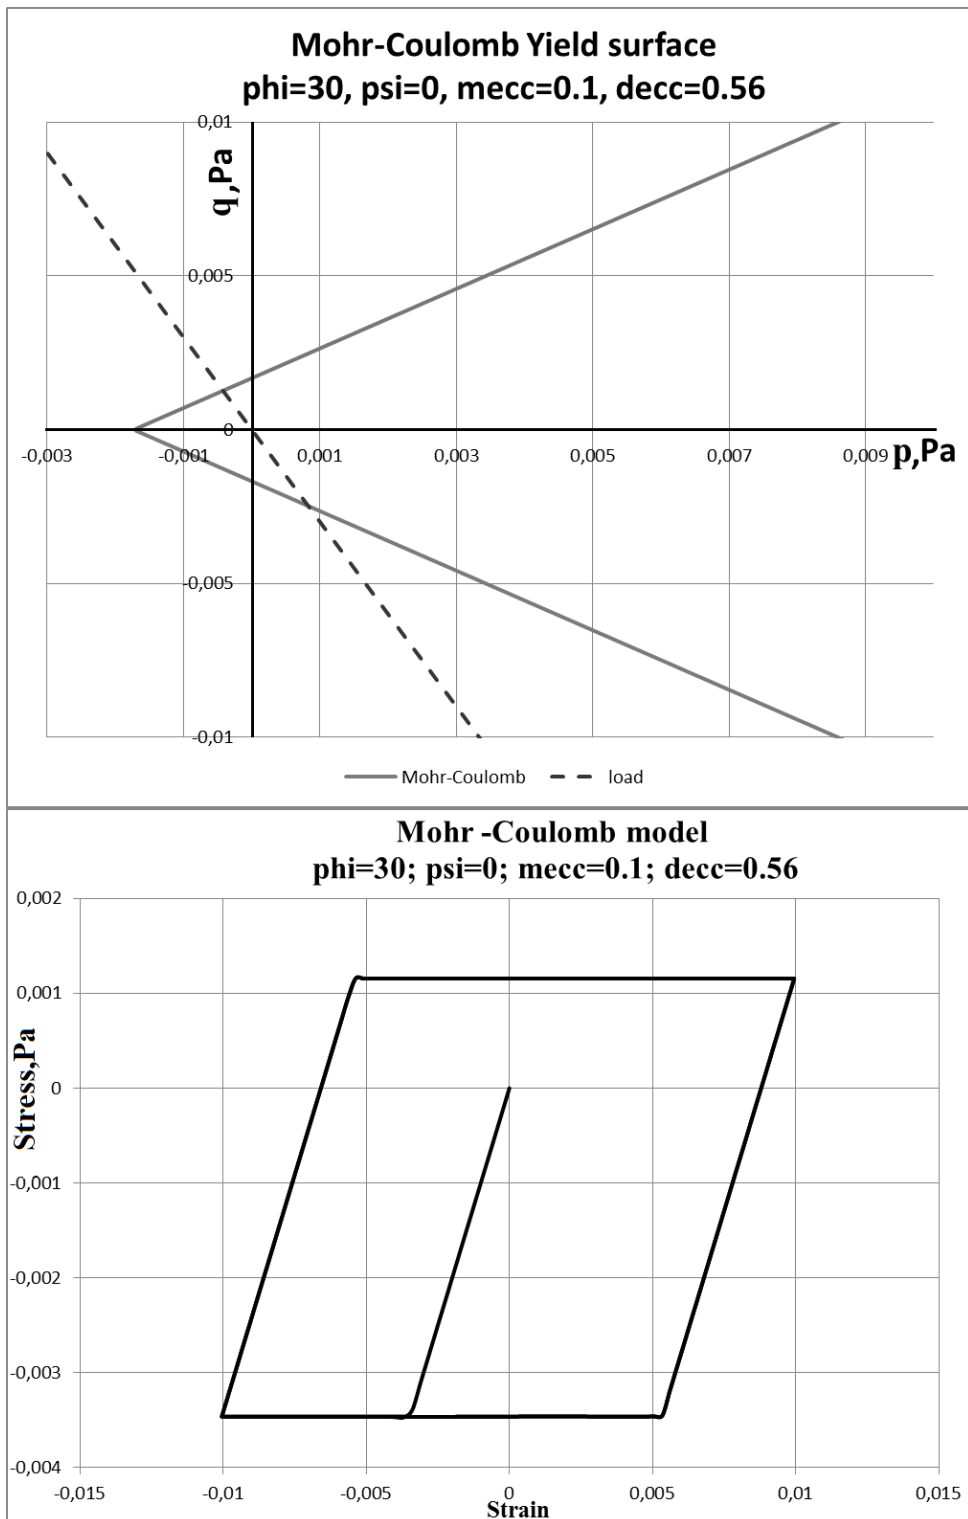 Mohr-Coulomb Yield surface
phi=30, psi=0, mecc=0.1, decc=0.56
0,01
q,Pa
0,005
0
-0,003
-0,001
0,001
0,003
0,005
0,007
0,009
p,Pa
-0,005
-0,01
Mohr-Coulomb
load
Mohr -Coulomb model
phi=30; psi=0; mecc=0.1; decc=0.56
0,002
0,001
Stress,Pa
0
-0,001
-0,002
-0,003
-0,004
-0,015
-0,01
-0,005
0
0,005
0,01
0,015
Strain